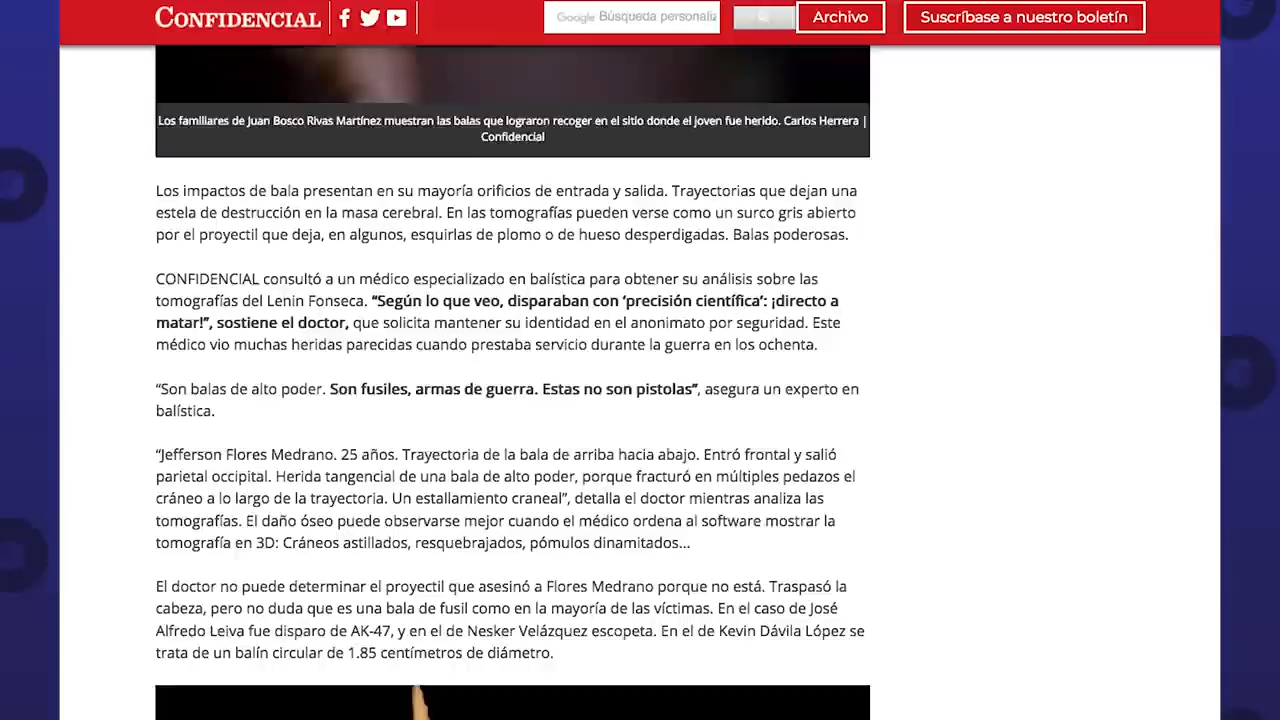 CONFIDENCIAL
Google Búsqueda personaliz
Archivo
Suscríbase a nuestro boletín
Los familiares de Juan Bosco Rivas Martínez muestran las balas que lograron recoger en el sitio donde el joven fue herido. Carlos Herrera |
Confidencial
Los impactos de bala presentan en su mayoría orificios de entrada y salida. Trayectorias que dejan una
estela de destrucción en la masa cerebral. En las tomografías pueden verse como un surco gris abierto
por el proyectil que deja, en algunos, esquirlas de plomo o de hueso desperdigadas. Balas poderosas.
CONFIDENCIAL consultó a un médico especializado en balística para obtener su análisis sobre las
tomografías del Lenin Fonseca. “Según lo que veo, disparaban con ‘precisión científica’: ¡directo a
matar!”, sostiene el doctor, que solicita mantener su identidad en el anonimato por seguridad. Este
médico vio muchas heridas parecidas cuando prestaba servicio durante la guerra en los ochenta.
“Son balas de alto poder. Son fusiles, armas de guerra. Estas no son pistolas”, asegura un experto en
balística.
“Jefferson Flores Medrano. 25 años. Trayectoria de la bala de arriba hacia abajo. Entró frontal y salió
parietal occipital. Herida tangencial de una bala de alto poder, porque fracturó en múltiples pedazos el
cráneo a lo largo de la trayectoria. Un estallamiento craneal”, detalla el doctor mientras analiza las
tomografías. El daño óseo puede observarse mejor cuando el médico ordena al software mostrar la
tomografía en 3D: Cráneos astillados, resquebrajados, pómulos dinamitados…
El doctor no puede determinar el proyectil que asesinó a Flores Medrano porque no está. Traspasó la
cabeza, pero no duda que es una bala de fusil como en la mayoría de las víctimas. En el caso de José
Alfredo Leiva fue disparo de AK-47, y en el de Nesker Velázquez escopeta. En el de Kevin Dávila López se
trata de un balín circular de 1.85 centímetros de diámetro.